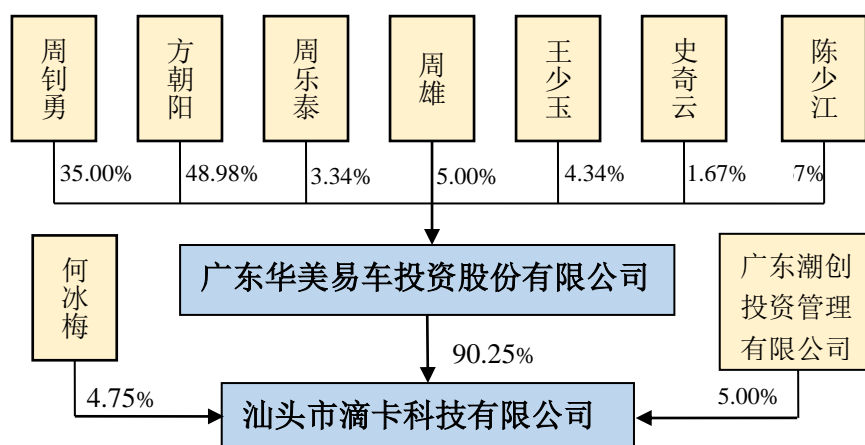 周钊勇
方朝阳
周乐泰
周雄
王少玉
史奇云
陈少江
35.00%
48.98%
3.34%
5.00%
4.34%
1.67%
7%
何冰梅
广东华美易车投资股份有限公司
广东潮创
投资管理
有限公司
90.25%
4.75%
5.00%
汕头市滴卡科技有限公司